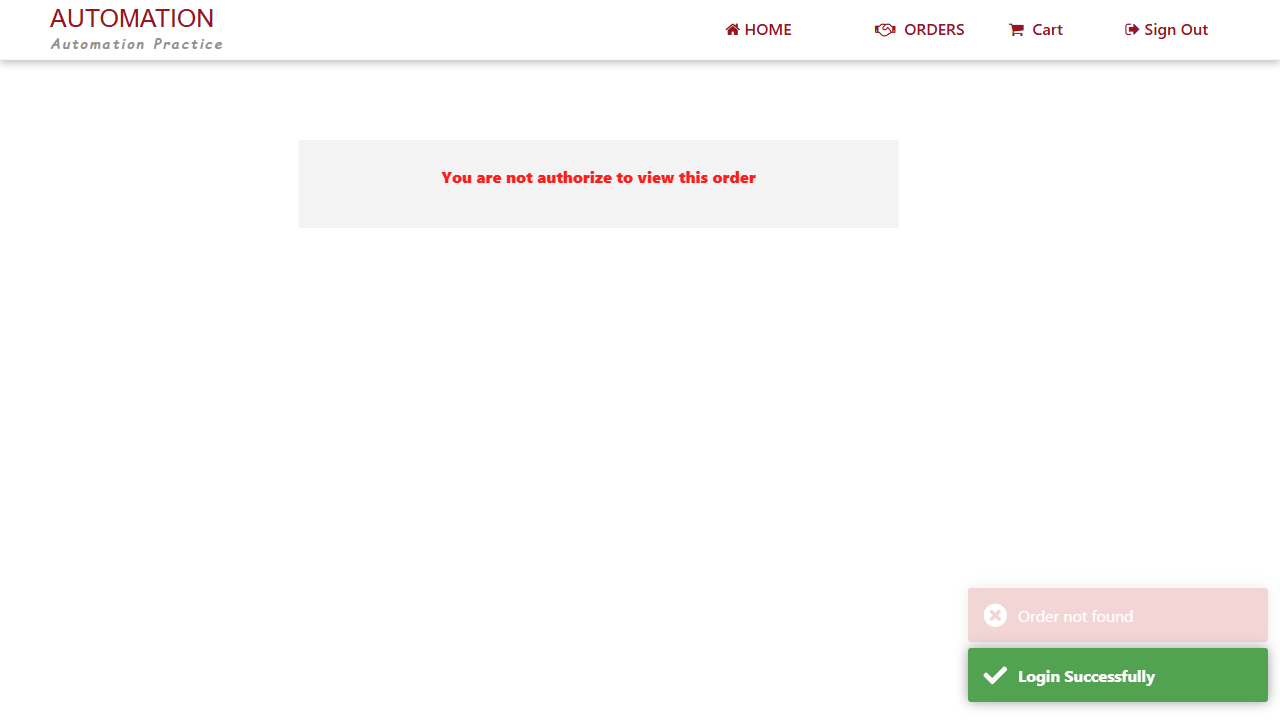 AUTOMATION
Automation Practice
HOME
ORDERS
Cart
Sign Out
You are not authorize to view this order
Order not found
Login Successfully